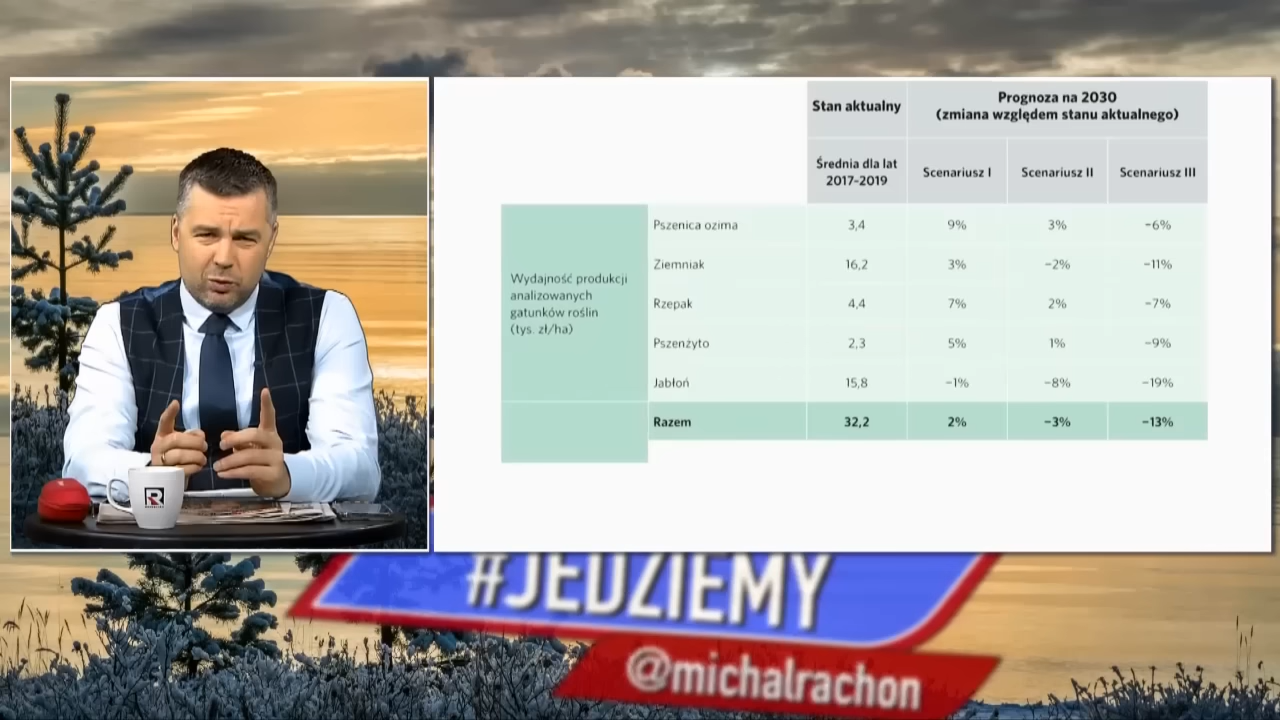 Stan aktualny
Prognoza na 2030
(zmiana względem stanu aktualnego)
Średnia dla lat
2017-2019
Scenariusz I
Scenariusz II
Scenariusz III
Wydajność produkcji
analizowanych
gatunków roślin
(tys. zł/ha)
Pszenica ozima 3,4 9% 3% -6%
Ziemniak 16,2 3% -2% -11%
Rzepak 4,4 7% 2% -7%
Pszenżyto 2,3 5% 1% -9%
Jabłoń 15,8 -1% -8% -19%
Razem 32,2 2% -3% -13%
R
#JEDZIEMY
@michalrachon